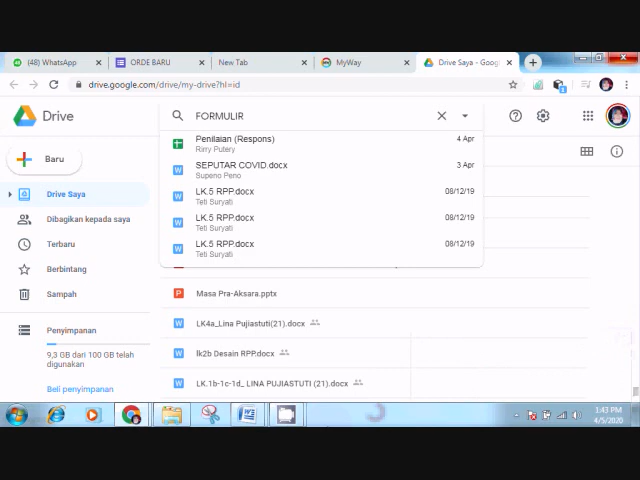 (48) WhatsApp
ORDE BARU
New Tab
MyWay
Drive Saya - Googl
drive.google.com/drive/my-drive?hl=id
Drive
FORMULIR
Penilaian (Respons)
4 Apr
Rirry Putery
Baru
SEPUTAR COVID.docx
3 Apr
Supeno Peno
Drive Saya
LK.5 RPP.docx
08/12/19
Teti Suryati
Dibagikan kepada saya
LK.5 RPP.docx
08/12/19
Teti Suryati
Terbaru
LK.5 RPP.docx
08/12/19
Teti Suryati
Berbintang
Sampah
Masa Pra-Aksara.pptx
Penyimpanan
LK4a_Lina Pujiastuti(21).docx
9,3 GB dari 100 GB telah
digunakan
lk2b Desain RPP.docx
Beli penyimpanan
LK.1b-1c-1d_ LINA PUJIASTUTI (21).docx
1:43 PM
4/5/2020